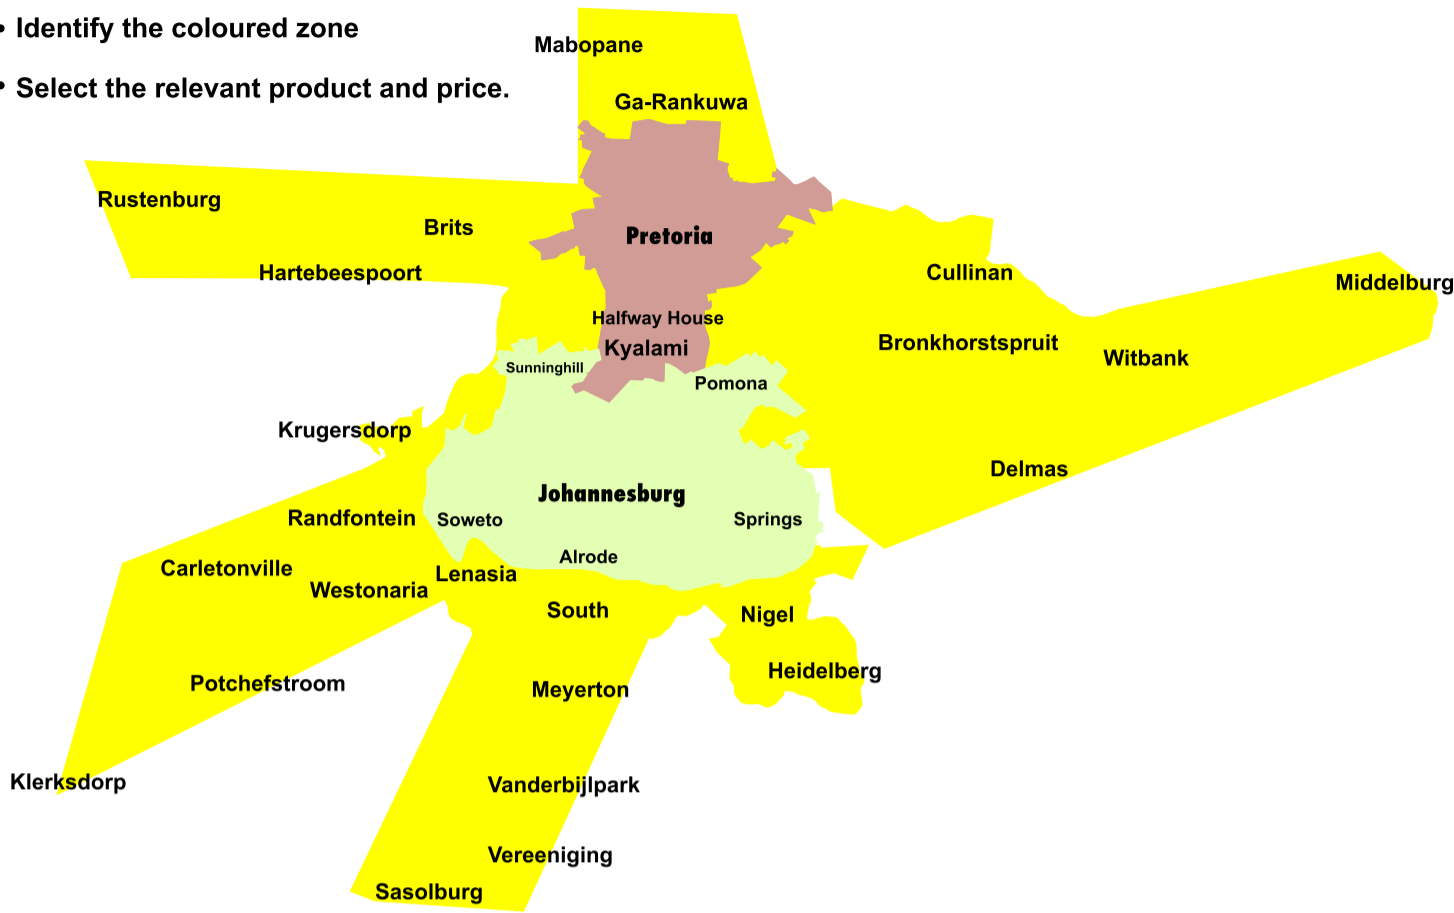 • Identify the coloured zone
• Select the relevant product and price.
Mabopane
Ga-Rankuwa
Rustenburg
Brits
Pretoria
Hartebeespoort
Cullinan
Middelburg
Halfway House
Kyalami
Bronkhorstspruit
Witbank
Sunninghill
Pomona
Krugersdorp
Delmas
Johannesburg
Randfontein
Soweto
Springs
Alrode
Carletonville
Lenasia
Westonaria
South
Nigel
Heidelberg
Potchefstroom
Meyerton
Klerksdorp
Vanderbijlpark
Vereeniging
Sasolburg